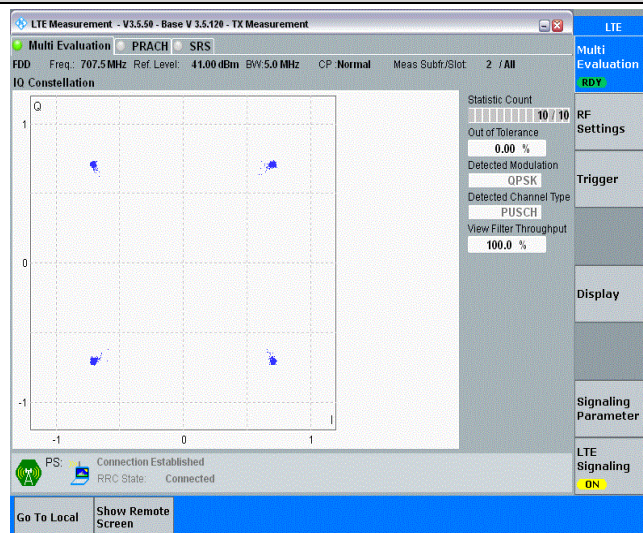 LTE Measurement - V3.5.50 - Base V 3.5.120 - TX Measurement
LTE
Multi Evaluation PRACH SRS
FDD Freq.: 707.5 MHz Ref. Level: 41.00 dBm BW:5.0 MHz CP :Normal Meas Subfr./Slot 2 / All
IQ Constellation
Q
1
0
-1
-1 0 1
I
Statistic Count
10 / 10
Out of Tolerance
0.00 %
Detected Modulation
QPSK
Detected Channel Type
PUSCH
View Filter Throughput
100.0 %
Multi
Evaluation
RDY
RF
Settings
Trigger
Display
Signaling
Parameter
LTE
Signaling
ON
PS: Connection Established
RRC State: Connected
Go To Local
Show Remote
Screen